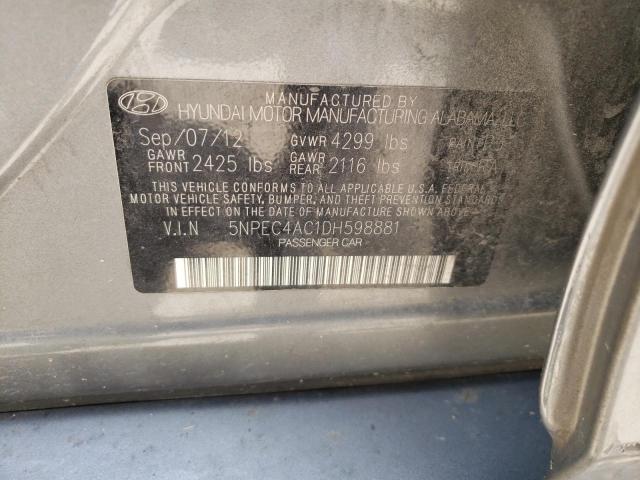 MANUFACTURED BY
HYUNDAI MOTOR MANUFACTURING ALABAMA, LLC
Sep/07/12 GVWR 4299 lbs PAINT
GAWR FRONT 2425 lbs GAWR REAR 2116 lbs TRIM
THIS VEHICLE CONFORMS TO ALL APPLICABLE U.S.A. FEDERAL
MOTOR VEHICLE SAFETY, BUMPER, AND THEFT PREVENTION STANDARDS
IN EFFECT ON THE DATE OF MANUFACTURE SHOWN ABOVE.
V.I.N 5NPEC4AC1DH598881
PASSENGER CAR